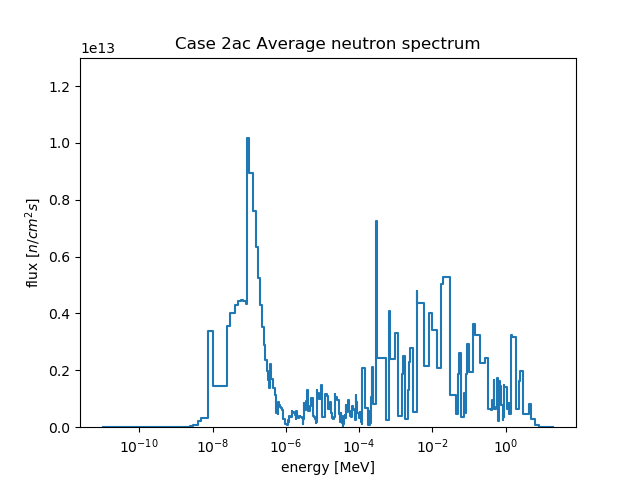 Case 2ac Average neutron spectrum
1e13
1.2
1.0
0.8
0.6
0.4
0.2
0.0
flux [n/cm²s]
10⁻¹⁰ 10⁻⁸ 10⁻⁶ 10⁻⁴ 10⁻² 10⁰
energy [MeV]